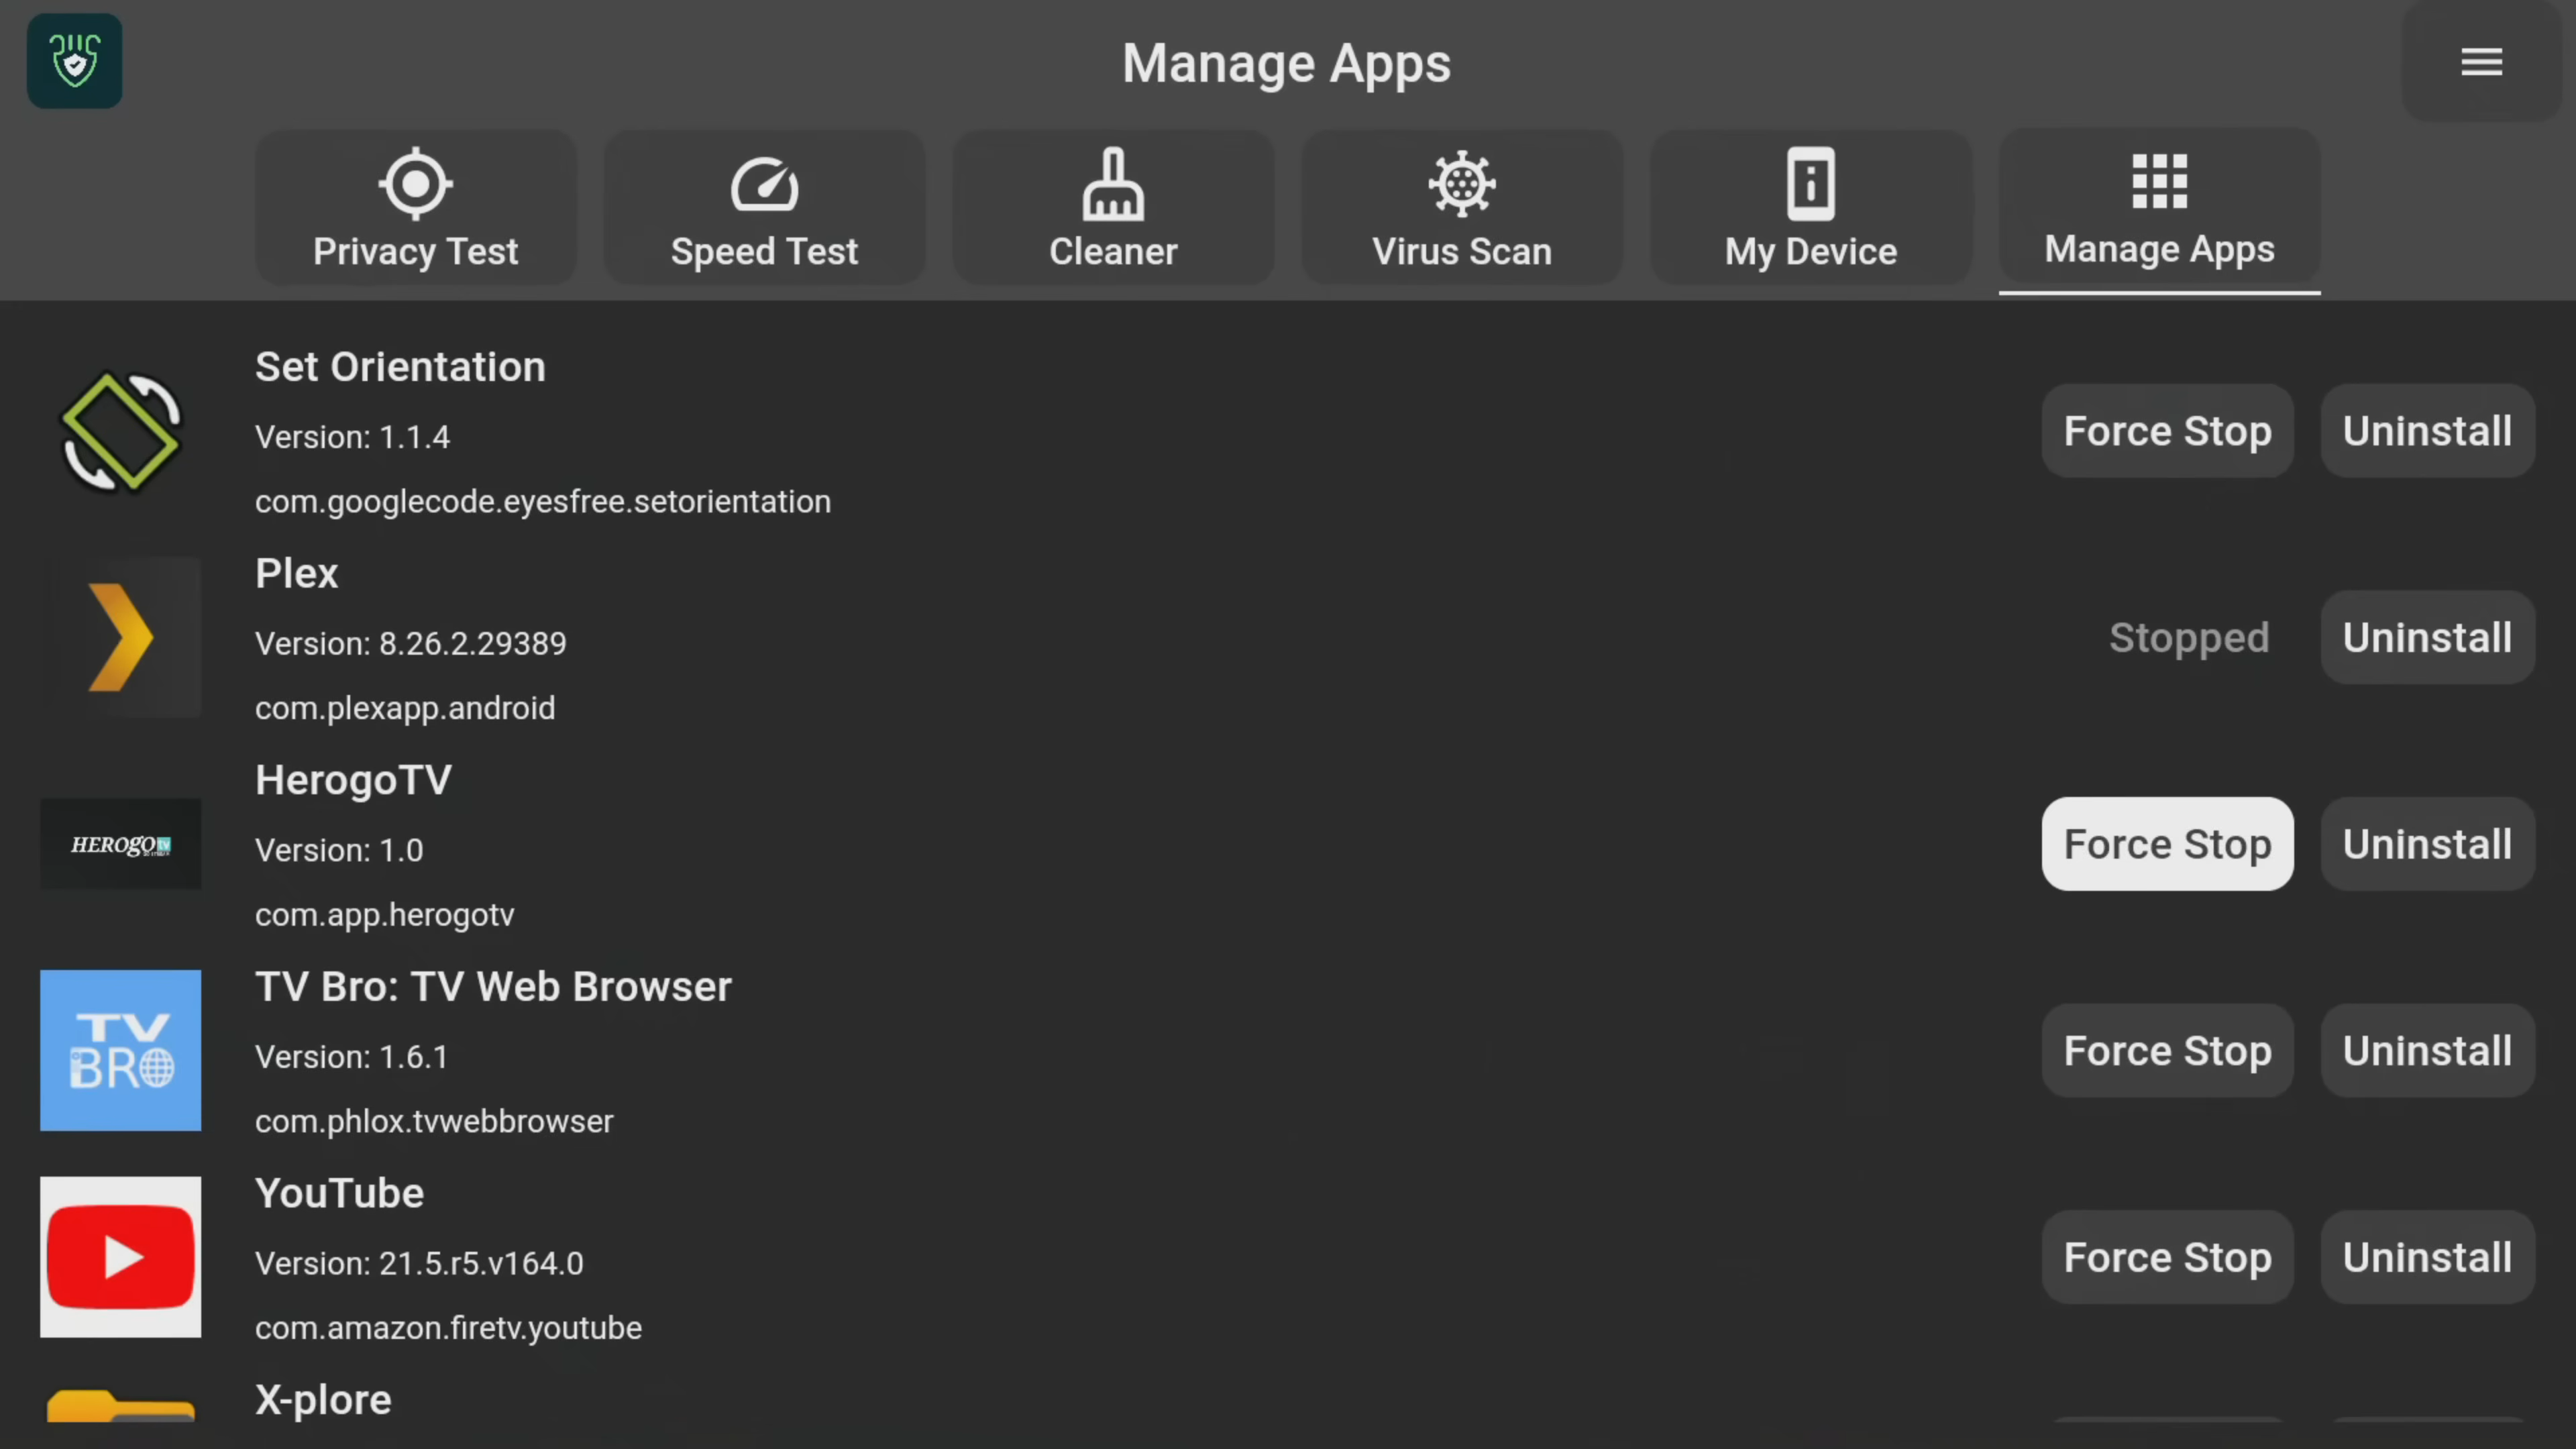 Manage Apps
Privacy Test
Speed Test
Cleaner
Virus Scan
My Device
Manage Apps
Set Orientation
Version: 1.1.4
com.googlecode.eyesfree.setorientation
Force Stop
Uninstall
Plex
Version: 8.26.2.29389
com.plexapp.android
Stopped
Uninstall
HEROGO tv
HerogoTV
Version: 1.0
com.app.herogotv
Force Stop
Uninstall
TV
BRO
TV Bro: TV Web Browser
Version: 1.6.1
com.phlox.tvwebbrowser
Force Stop
Uninstall
YouTube
Version: 21.5.r5.v164.0
com.amazon.firetv.youtube
Force Stop
Uninstall
X-plore